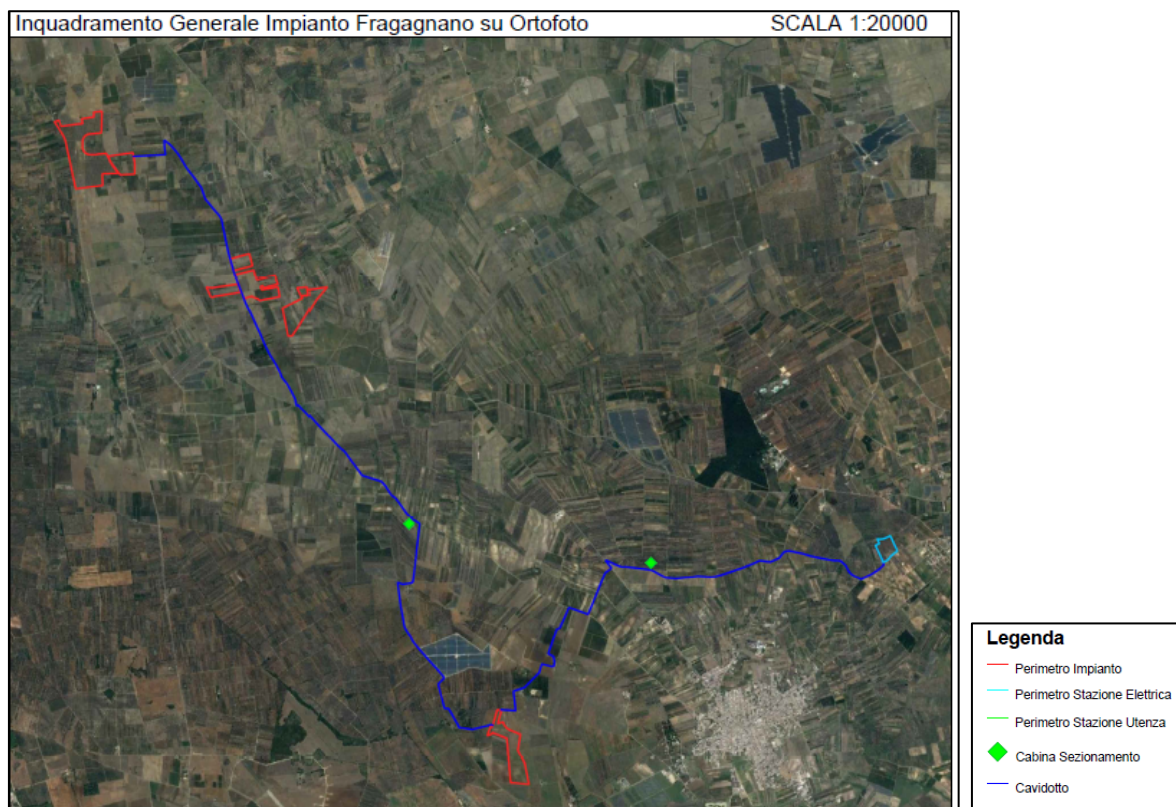 Inquadramento Generale Impianto Fragagnano su Ortofoto SCALA 1:20000
Legenda
Perimetro Impianto
Perimetro Stazione Elettrica
Perimetro Stazione Utenza
Cabina Sezionamento
Cavidotto